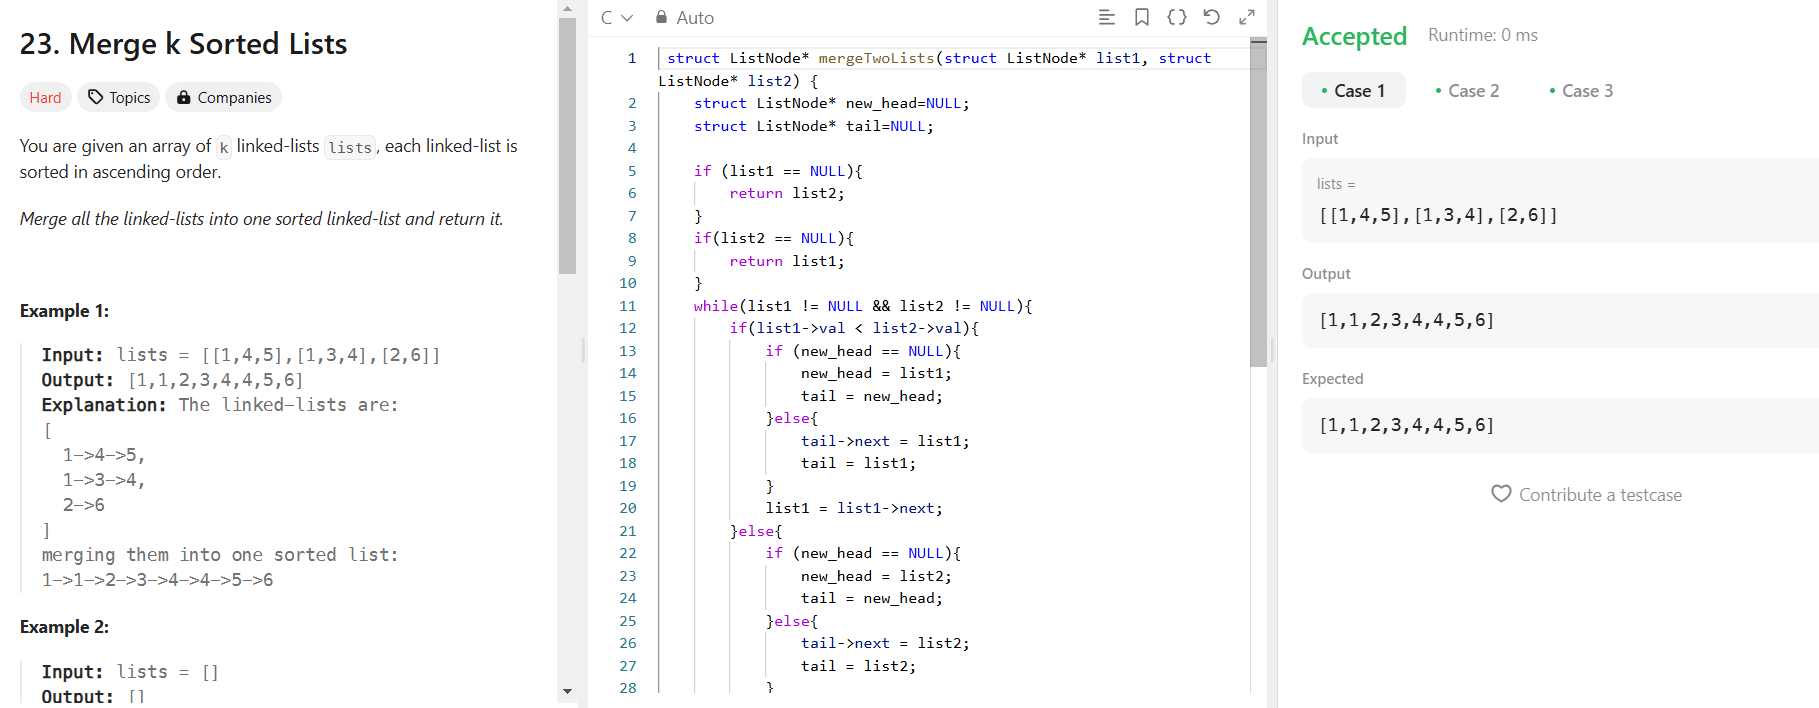 23. Merge k Sorted Lists
Hard Topics Companies
You are given an array of k linked-lists lists, each linked-list is
sorted in ascending order.
Merge all the linked-lists into one sorted linked-list and return it.
Example 1:
Input: lists = [[1,4,5],[1,3,4],[2,6]]
Output: [1,1,2,3,4,4,5,6]
Explanation: The linked-lists are:
[
1->4->5,
1->3->4,
2->6
]
merging them into one sorted list:
1->1->2->3->4->4->5->6
Example 2:
Input: lists = []
Output: []
C Auto
1 struct ListNode* mergeTwoLists(struct ListNode* list1, struct
ListNode* list2) {
2 struct ListNode* new_head=NULL;
3 struct ListNode* tail=NULL;
4
5 if (list1 == NULL){
6 return list2;
7 }
8 if(list2 == NULL){
9 return list1;
10 }
11 while(list1 != NULL && list2 != NULL){
12 if(list1->val < list2->val){
13 if (new_head == NULL){
14 new_head = list1;
15 tail = new_head;
16 }else{
17 tail->next = list1;
18 tail = list1;
19 }
20 list1 = list1->next;
21 }else{
22 if (new_head == NULL){
23 new_head = list2;
24 tail = new_head;
25 }else{
26 tail->next = list2;
27 tail = list2;
28 }
Accepted Runtime: 0 ms
Case 1 Case 2 Case 3
Input
lists =
[[1,4,5],[1,3,4],[2,6]]
Output
[1,1,2,3,4,4,5,6]
Expected
[1,1,2,3,4,4,5,6]
Contribute a testcase